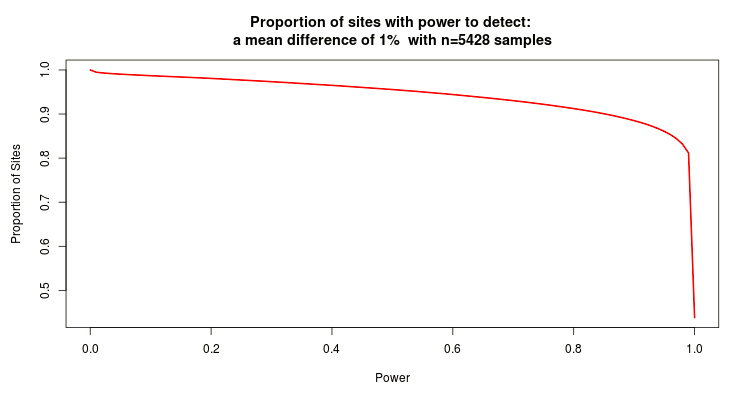 Proportion of sites with power to detect:
a mean difference of 1%  with n=5428 samples
Proportion of Sites
1.0
0.9
0.8
0.7
0.6
0.5
0.0 0.2 0.4 0.6 0.8 1.0
Power